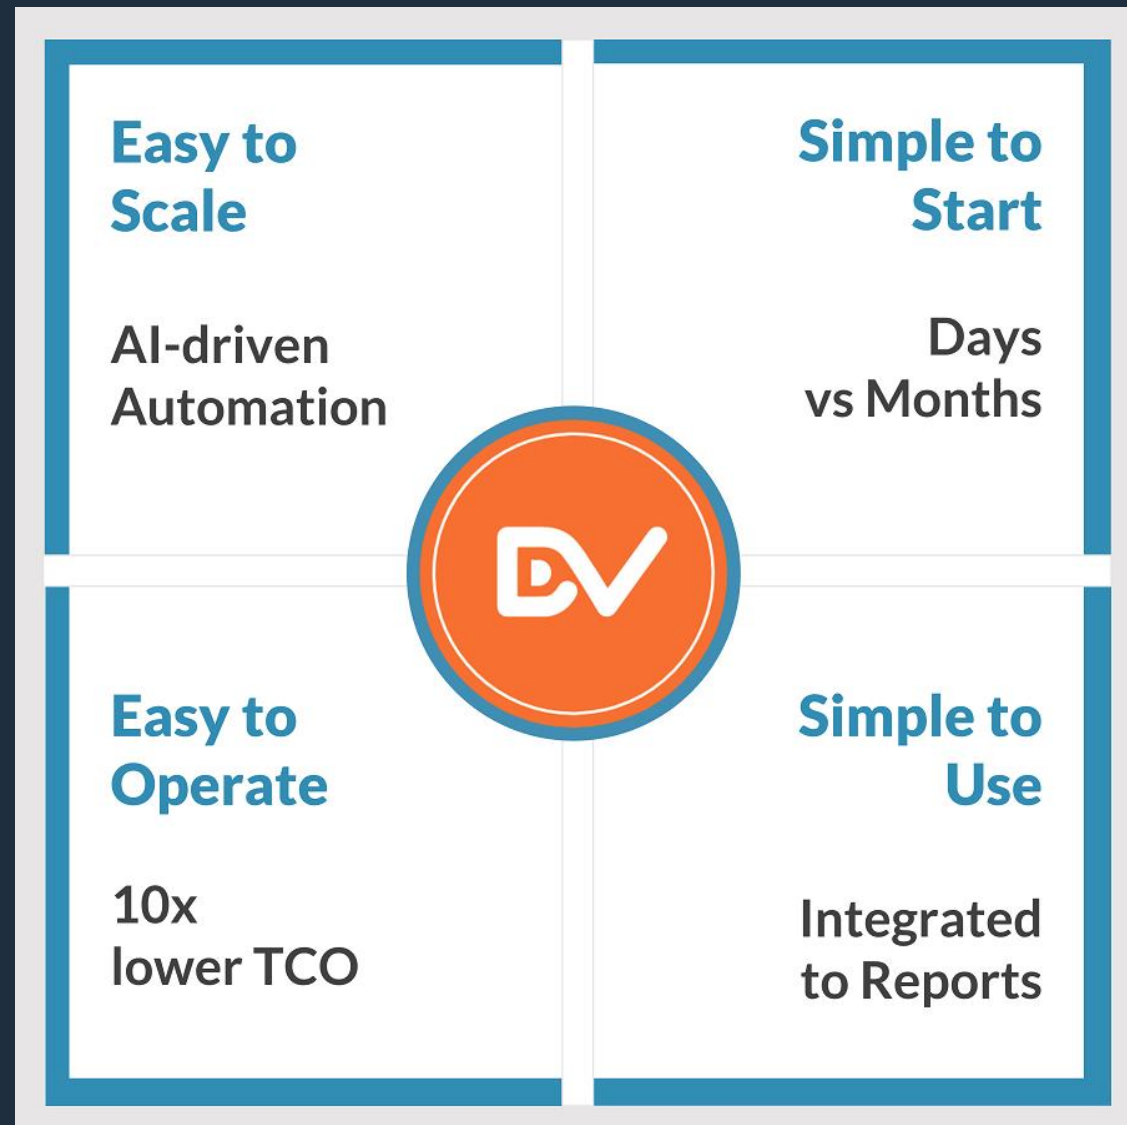 Easy to
Scale
AI-driven
Automation
Simple to
Start
Days
vs Months
DV
Easy to
Operate
10x
lower TCO
Simple to
Use
Integrated
to Reports